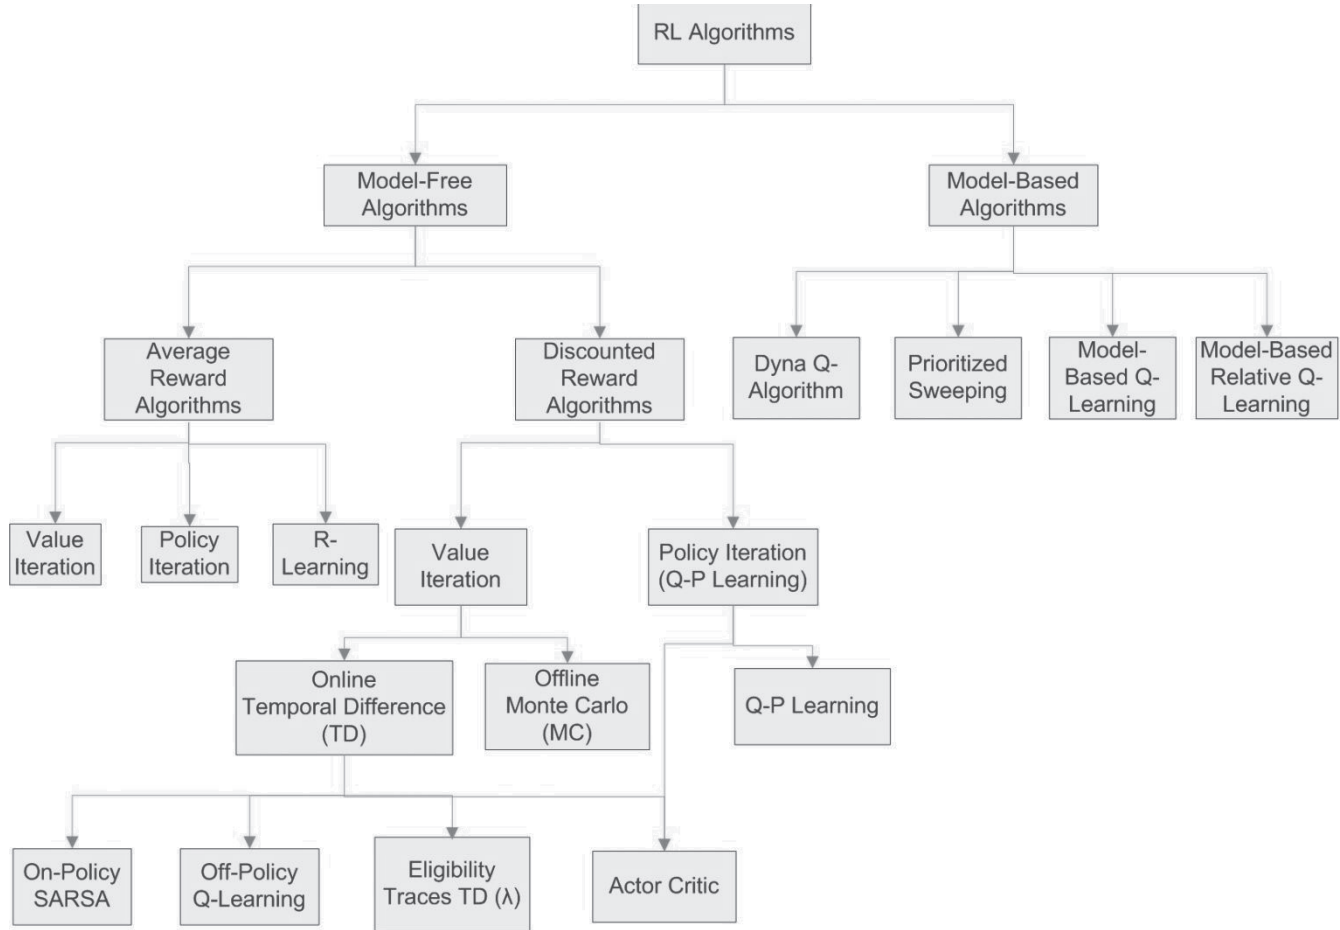 RL Algorithms
Model-Free
Algorithms
Model-Based
Algorithms
Average
Reward
Algorithms
Discounted
Reward
Algorithms
Dyna Q-
Algorithm
Prioritized
Sweeping
Model-
Based Q-
Learning
Model-Based
Relative Q-
Learning
Value
Iteration
Policy
Iteration
R-
Learning
Value
Iteration
Policy Iteration
(Q-P Learning)
Online
Temporal Difference
(TD)
Offline
Monte Carlo
(MC)
Q-P Learning
On-Policy
SARSA
Off-Policy
Q-Learning
Eligibility
Traces TD (λ)
Actor Critic